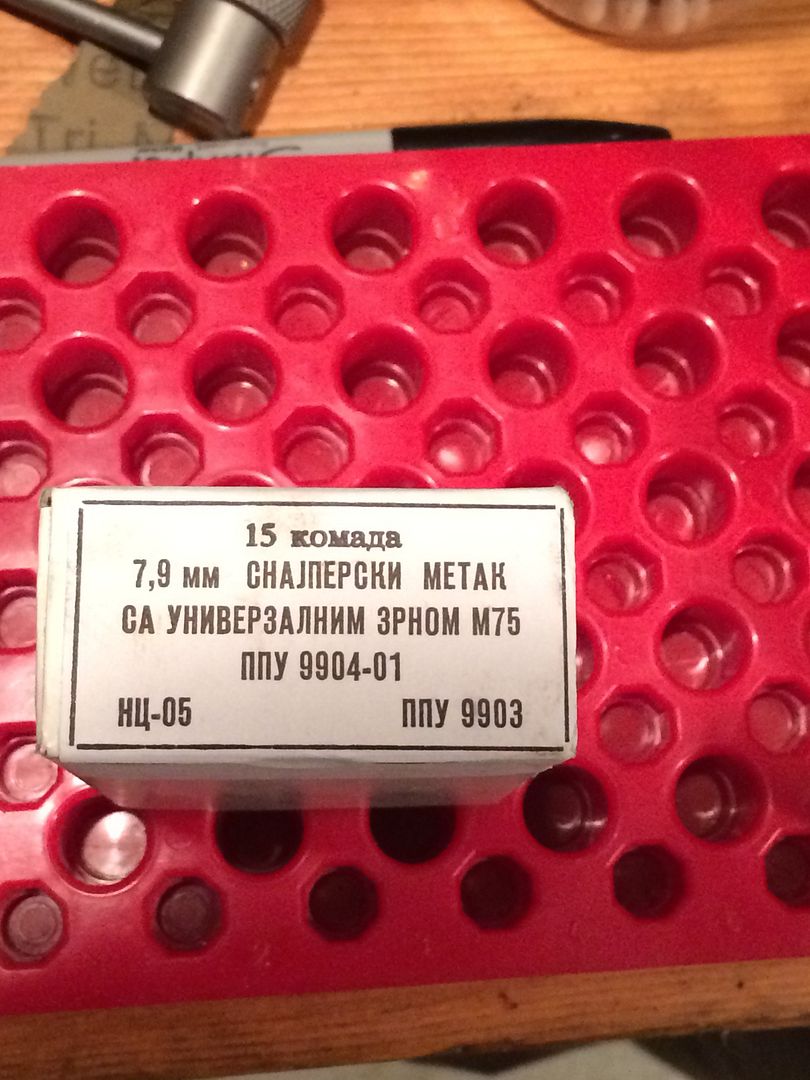 15 комада
7,9 мм СНАЈПЕРСКИ МЕТАК
СА УНИВЕРЗАЛНИМ ЗРНОМ М75
ППУ 9904-01
НЦ-05 ППУ 9903